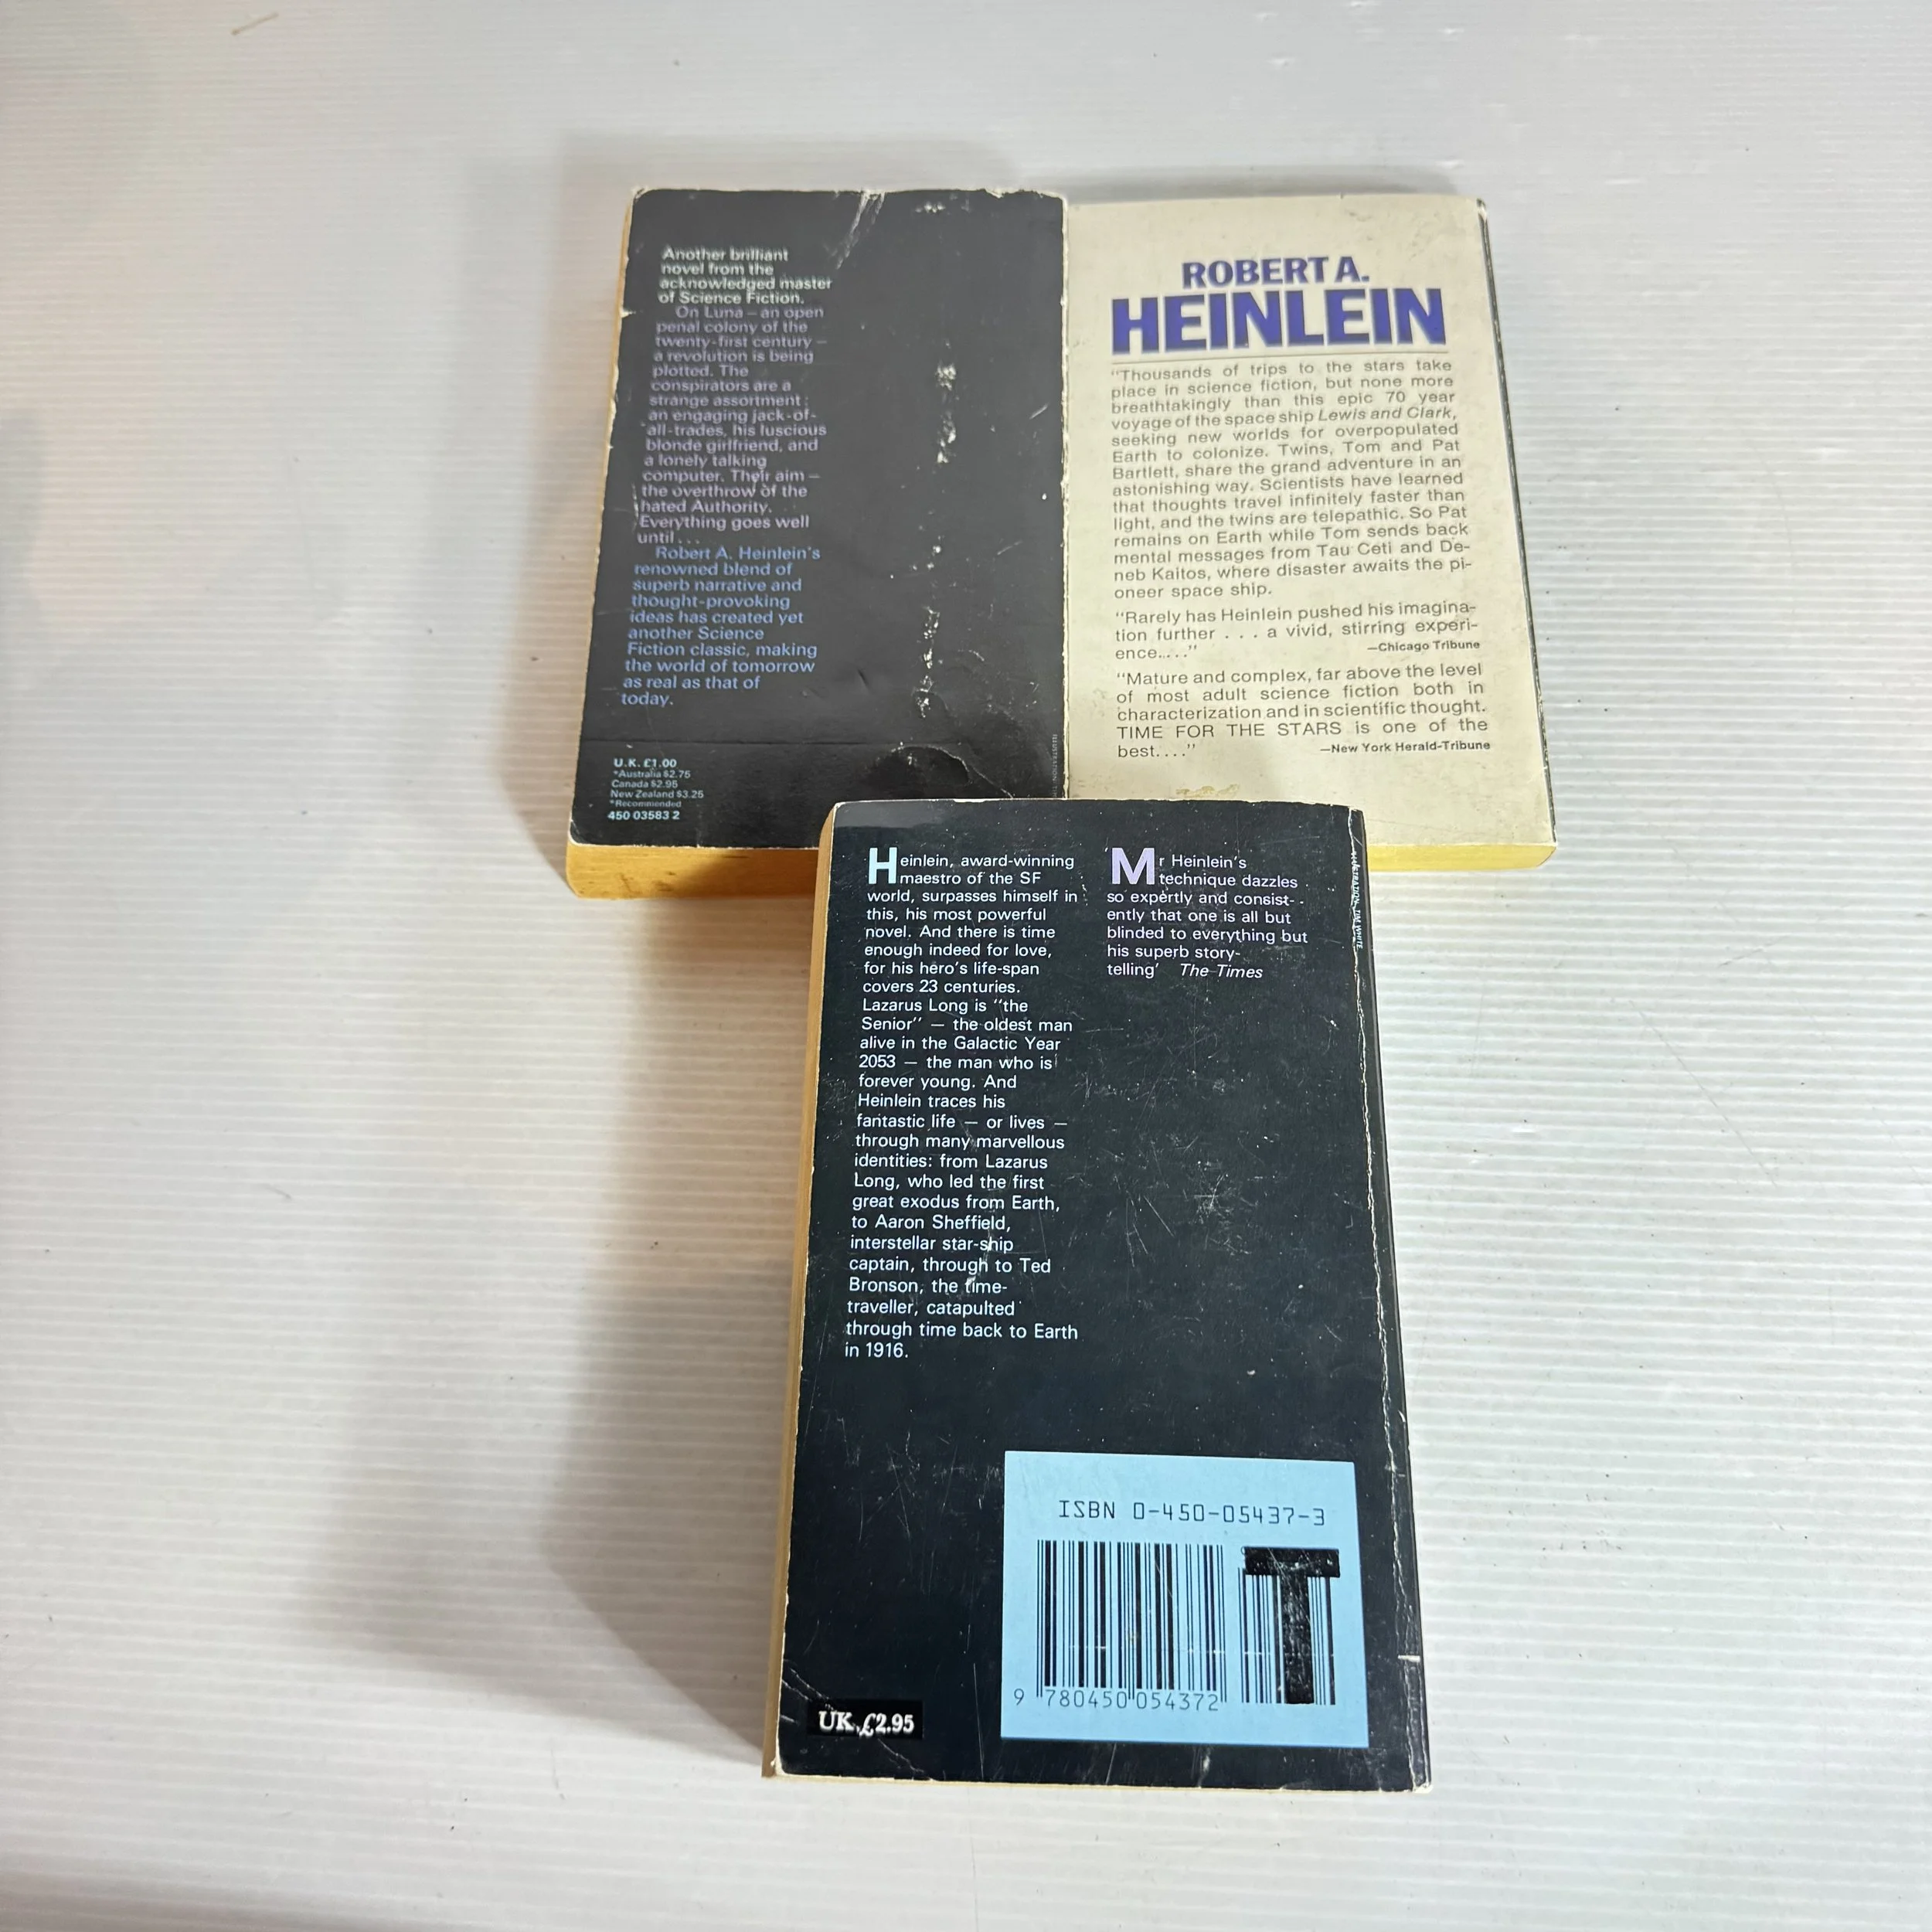 Another brilliant
novel from the
acknowledged master
of Science Fiction.
On Luna – an open
penal colony of the
twenty-first century –
a revolution is being
plotted. The
conspirators are a
strange assortment:
an engaging jack-of-
all-trades, his luscious
blonde girlfriend, and
a lonely talking
computer. Their aim –
the overthrow of the
hated Authority.
Everything goes well
until . . .
Robert A. Heinlein's
renowned blend of
superb narrative and
thought-provoking
ideas has created yet
another Science
Fiction classic, making
the world of tomorrow
as real as that of
today.
U.K. £1.00
*Australia $2.75
Canada $2.95
New Zealand $3.25
*Recommended
450 03583 2
ILLUSTRATION
ROBERT A.
HEINLEIN
"Thousands of trips to the stars take
place in science fiction, but none more
breathtakingly than this epic 70 year
voyage of the space ship Lewis and Clark,
seeking new worlds for overpopulated
Earth to colonize. Twins, Tom and Pat
Bartlett, share the grand adventure in an
astonishing way. Scientists have learned
that thoughts travel infinitely faster than
light, and the twins are telepathic. So Pat
remains on Earth while Tom sends back
mental messages from Tau Ceti and De-
neb Kaitos, where disaster awaits the pi-
oneer space ship.
"Rarely has Heinlein pushed his imagina-
tion further . . . a vivid, stirring experi-
ence. . . ."
—Chicago Tribune
"Mature and complex, far above the level
of most adult science fiction both in
characterization and in scientific thought.
TIME FOR THE STARS is one of the
best. . . ."
—New York Herald-Tribune
Heinlein, award-winning
maestro of the SF
world, surpasses himself in
this, his most powerful
novel. And there is time
enough indeed for love,
for his hero's life-span
covers 23 centuries.
Lazarus Long is "the
Senior" — the oldest man
alive in the Galactic Year
2053 — the man who is
forever young. And
Heinlein traces his
fantastic life — or lives —
through many marvellous
identities: from Lazarus
Long, who led the first
great exodus from Earth,
to Aaron Sheffield,
interstellar star-ship
captain, through to Ted
Bronson, the time-
traveller, catapulted
through time back to Earth
in 1916.
'Mr Heinlein's
technique dazzles
so expertly and consist-
ently that one is all but
blinded to everything but
his superb story-
telling' The Times
ILLUSTRATION: TIM WHITE
ISBN 0-450-05437-3
9 780450 054372
T
UK £2.95